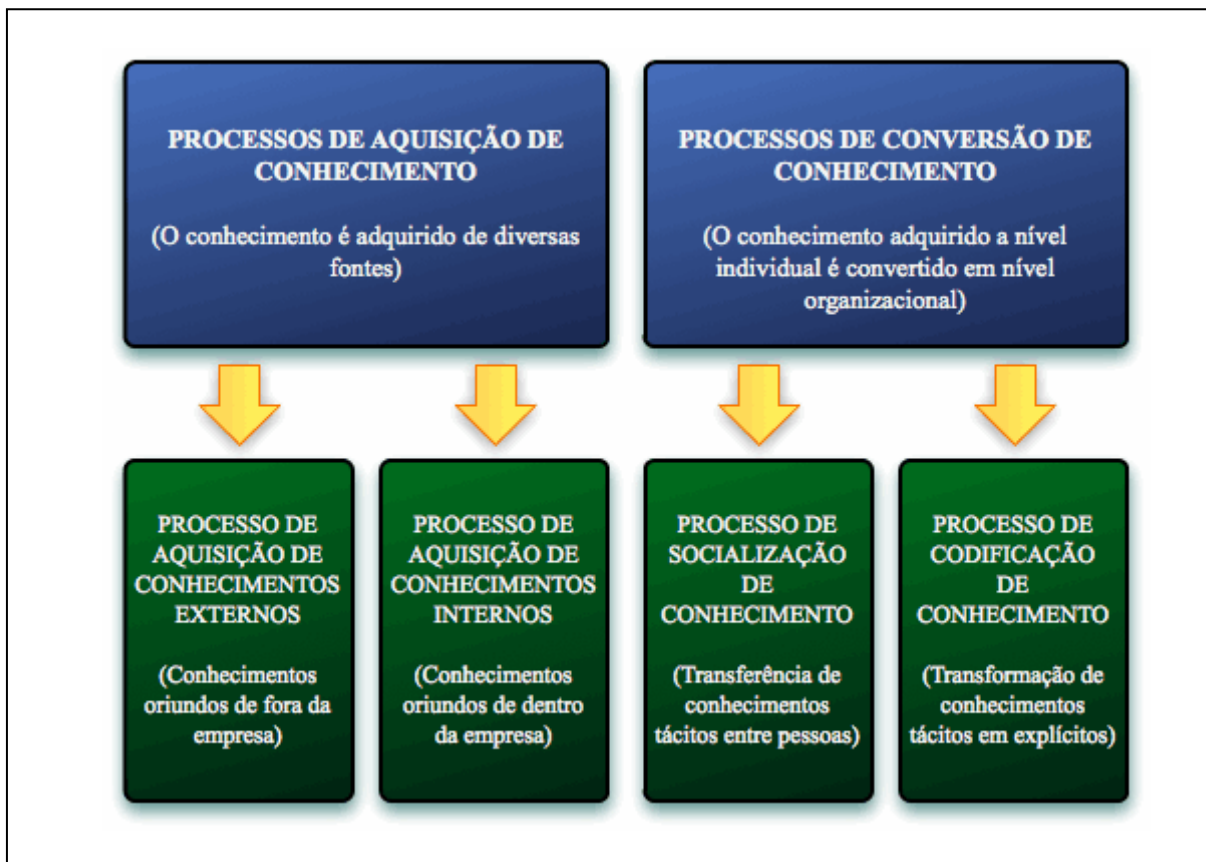 PROCESSOS DE AQUISIÇÃO DE
CONHECIMENTO
(O conhecimento é adquirido de diversas
fontes)
PROCESSOS DE CONVERSÃO DE
CONHECIMENTO
(O conhecimento adquirido a nível
individual é convertido em nível
organizacional)
PROCESSO DE
AQUISIÇÃO DE
CONHECIMENTOS
EXTERNOS
(Conhecimentos
oriundos de fora da
empresa)
PROCESSO DE
AQUISIÇÃO DE
CONHECIMENTOS
INTERNOS
(Conhecimentos
oriundos de dentro
da empresa)
PROCESSO DE
SOCIALIZAÇÃO
DE
CONHECIMENTO
(Transferência de
conhecimentos
tácitos entre pessoas)
PROCESSO DE
CODIFICAÇÃO
DE
CONHECIMENTO
(Transformação de
conhecimentos
tácitos em explícitos)